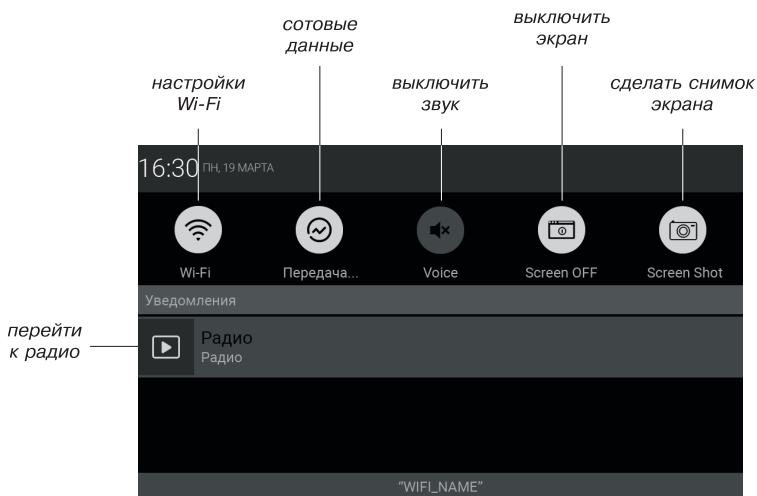 выключить
экран
сотовые
данные
настройки
Wi-Fi
выключить
звук
сделать снимок
экрана
16:30 ПН, 19 МАРТА
Wi-Fi
Передача...
Voice
Screen OFF
Screen Shot
Уведомления
перейти
к радио
Радио
Радио
“WIFI_NAME”